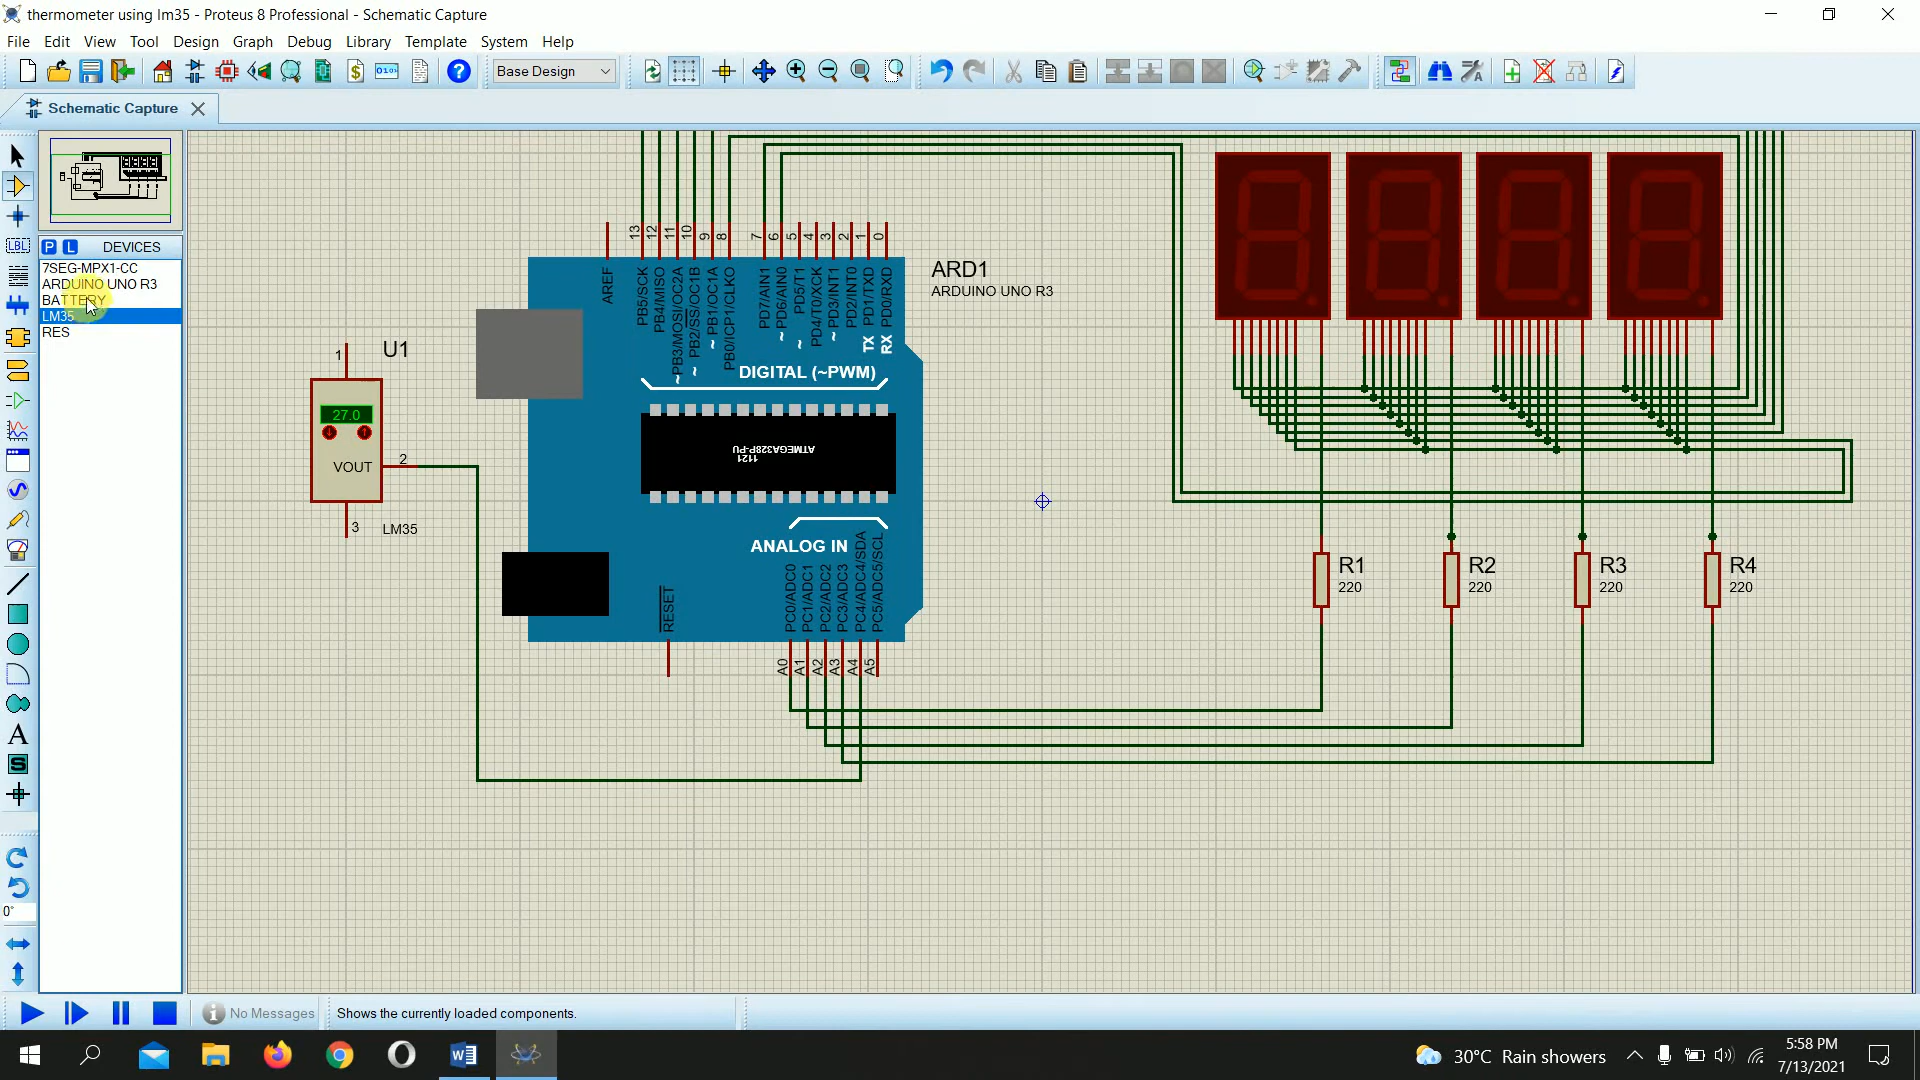 thermometer using lm35 - Proteus 8 Professional - Schematic Capture
File Edit View Tool Design Graph Debug Library Template System Help
Base Design
Schematic Capture
P L DEVICES
7SEG-MPX1-CC
ARDUINO UNO R3
BATTERY
LM35
RES
LBL
A
S
0°
1
U1
27.0
VOUT
2
3
LM35
AREF
13
12
11
10
9
8
7
6
5
4
3
2
1
0
PB5/SCK
PB4/MISO
PB3/MOSI/OC2A
PB2/SS/OC1B
PB1/OC1A
PB0/ICP1/CLKO
PD7/AIN1
PD6/AIN0
PD5/T1
PD4/T0/XCK
PD3/INT1
PD2/INT0
PD1/TXD
PD0/RXD
~ ~ ~ ~ ~ ~
TX
RX
DIGITAL (~PWM)
ARD1
ARDUINO UNO R3
ATMEGA328P-PU
1121
ANALOG IN
RESET
PC0/ADC0
PC1/ADC1
PC2/ADC2
PC3/ADC3
PC4/ADC4/SDA
PC5/ADC5/SCL
A0
A1
A2
A3
A4
A5
R1
220
R2
220
R3
220
R4
220
No Messages
Shows the currently loaded components.
30°C Rain showers
5:58 PM
7/13/2021